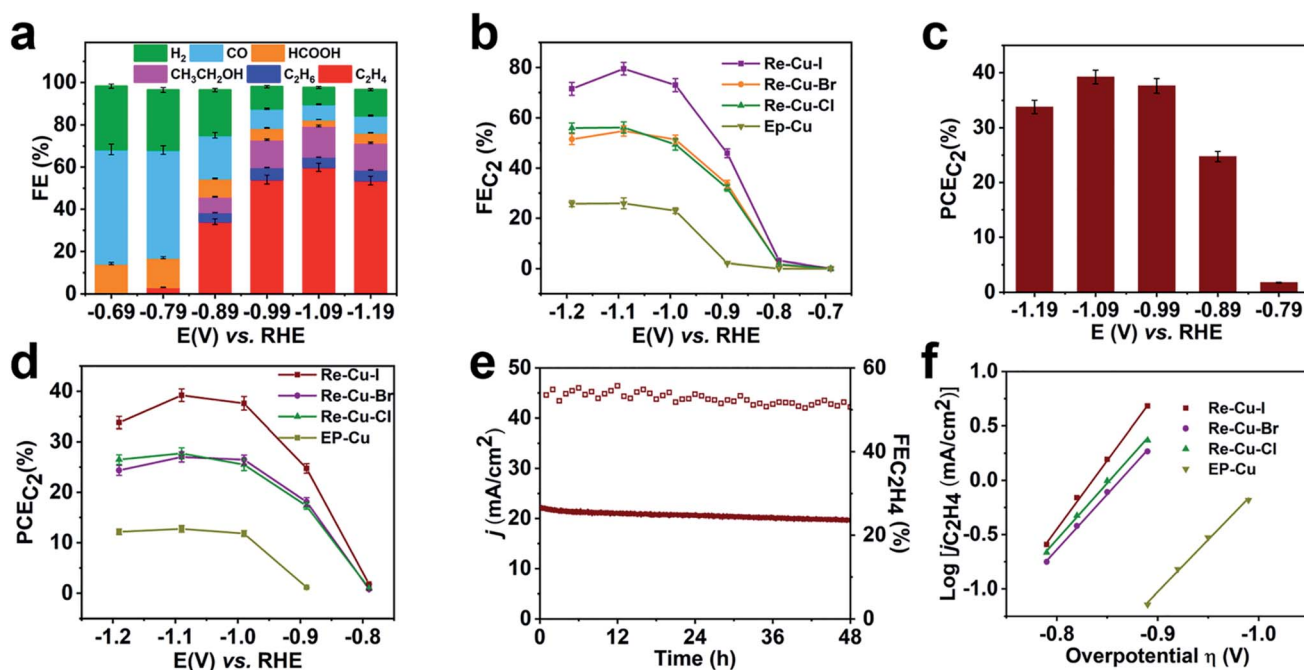 a
H2 CO HCOOH
CH3CH2OH C2H6 C2H4
FE (%)
100
80
60
40
20
0
-0.69 -0.79 -0.89 -0.99 -1.09 -1.19
E(V) vs. RHE
b
Re-Cu-I
Re-Cu-Br
Re-Cu-Cl
Ep-Cu
FEC2 (%)
80
60
40
20
0
-1.2 -1.1 -1.0 -0.9 -0.8 -0.7
E(V) vs. RHE
c
PCEC2(%)
40
30
20
10
0
-1.19 -1.09 -0.99 -0.89 -0.79
E (V) vs. RHE
d
Re-Cu-I
Re-Cu-Br
Re-Cu-Cl
EP-Cu
PCEC2(%)
40
30
20
10
0
-1.2 -1.1 -1.0 -0.9 -0.8
E(V) vs. RHE
e
j (mA/cm2)
50
40
30
20
10
0
0 12 24 36 48
Time (h)
60
40
20
0
FEC2H4 (%)
f
Re-Cu-I
Re-Cu-Br
Re-Cu-Cl
EP-Cu
Log [jC2H4 (mA/cm2)]
1.0
0.5
0.0
-0.5
-1.0
-0.8 -0.9 -1.0
Overpotential η (V)